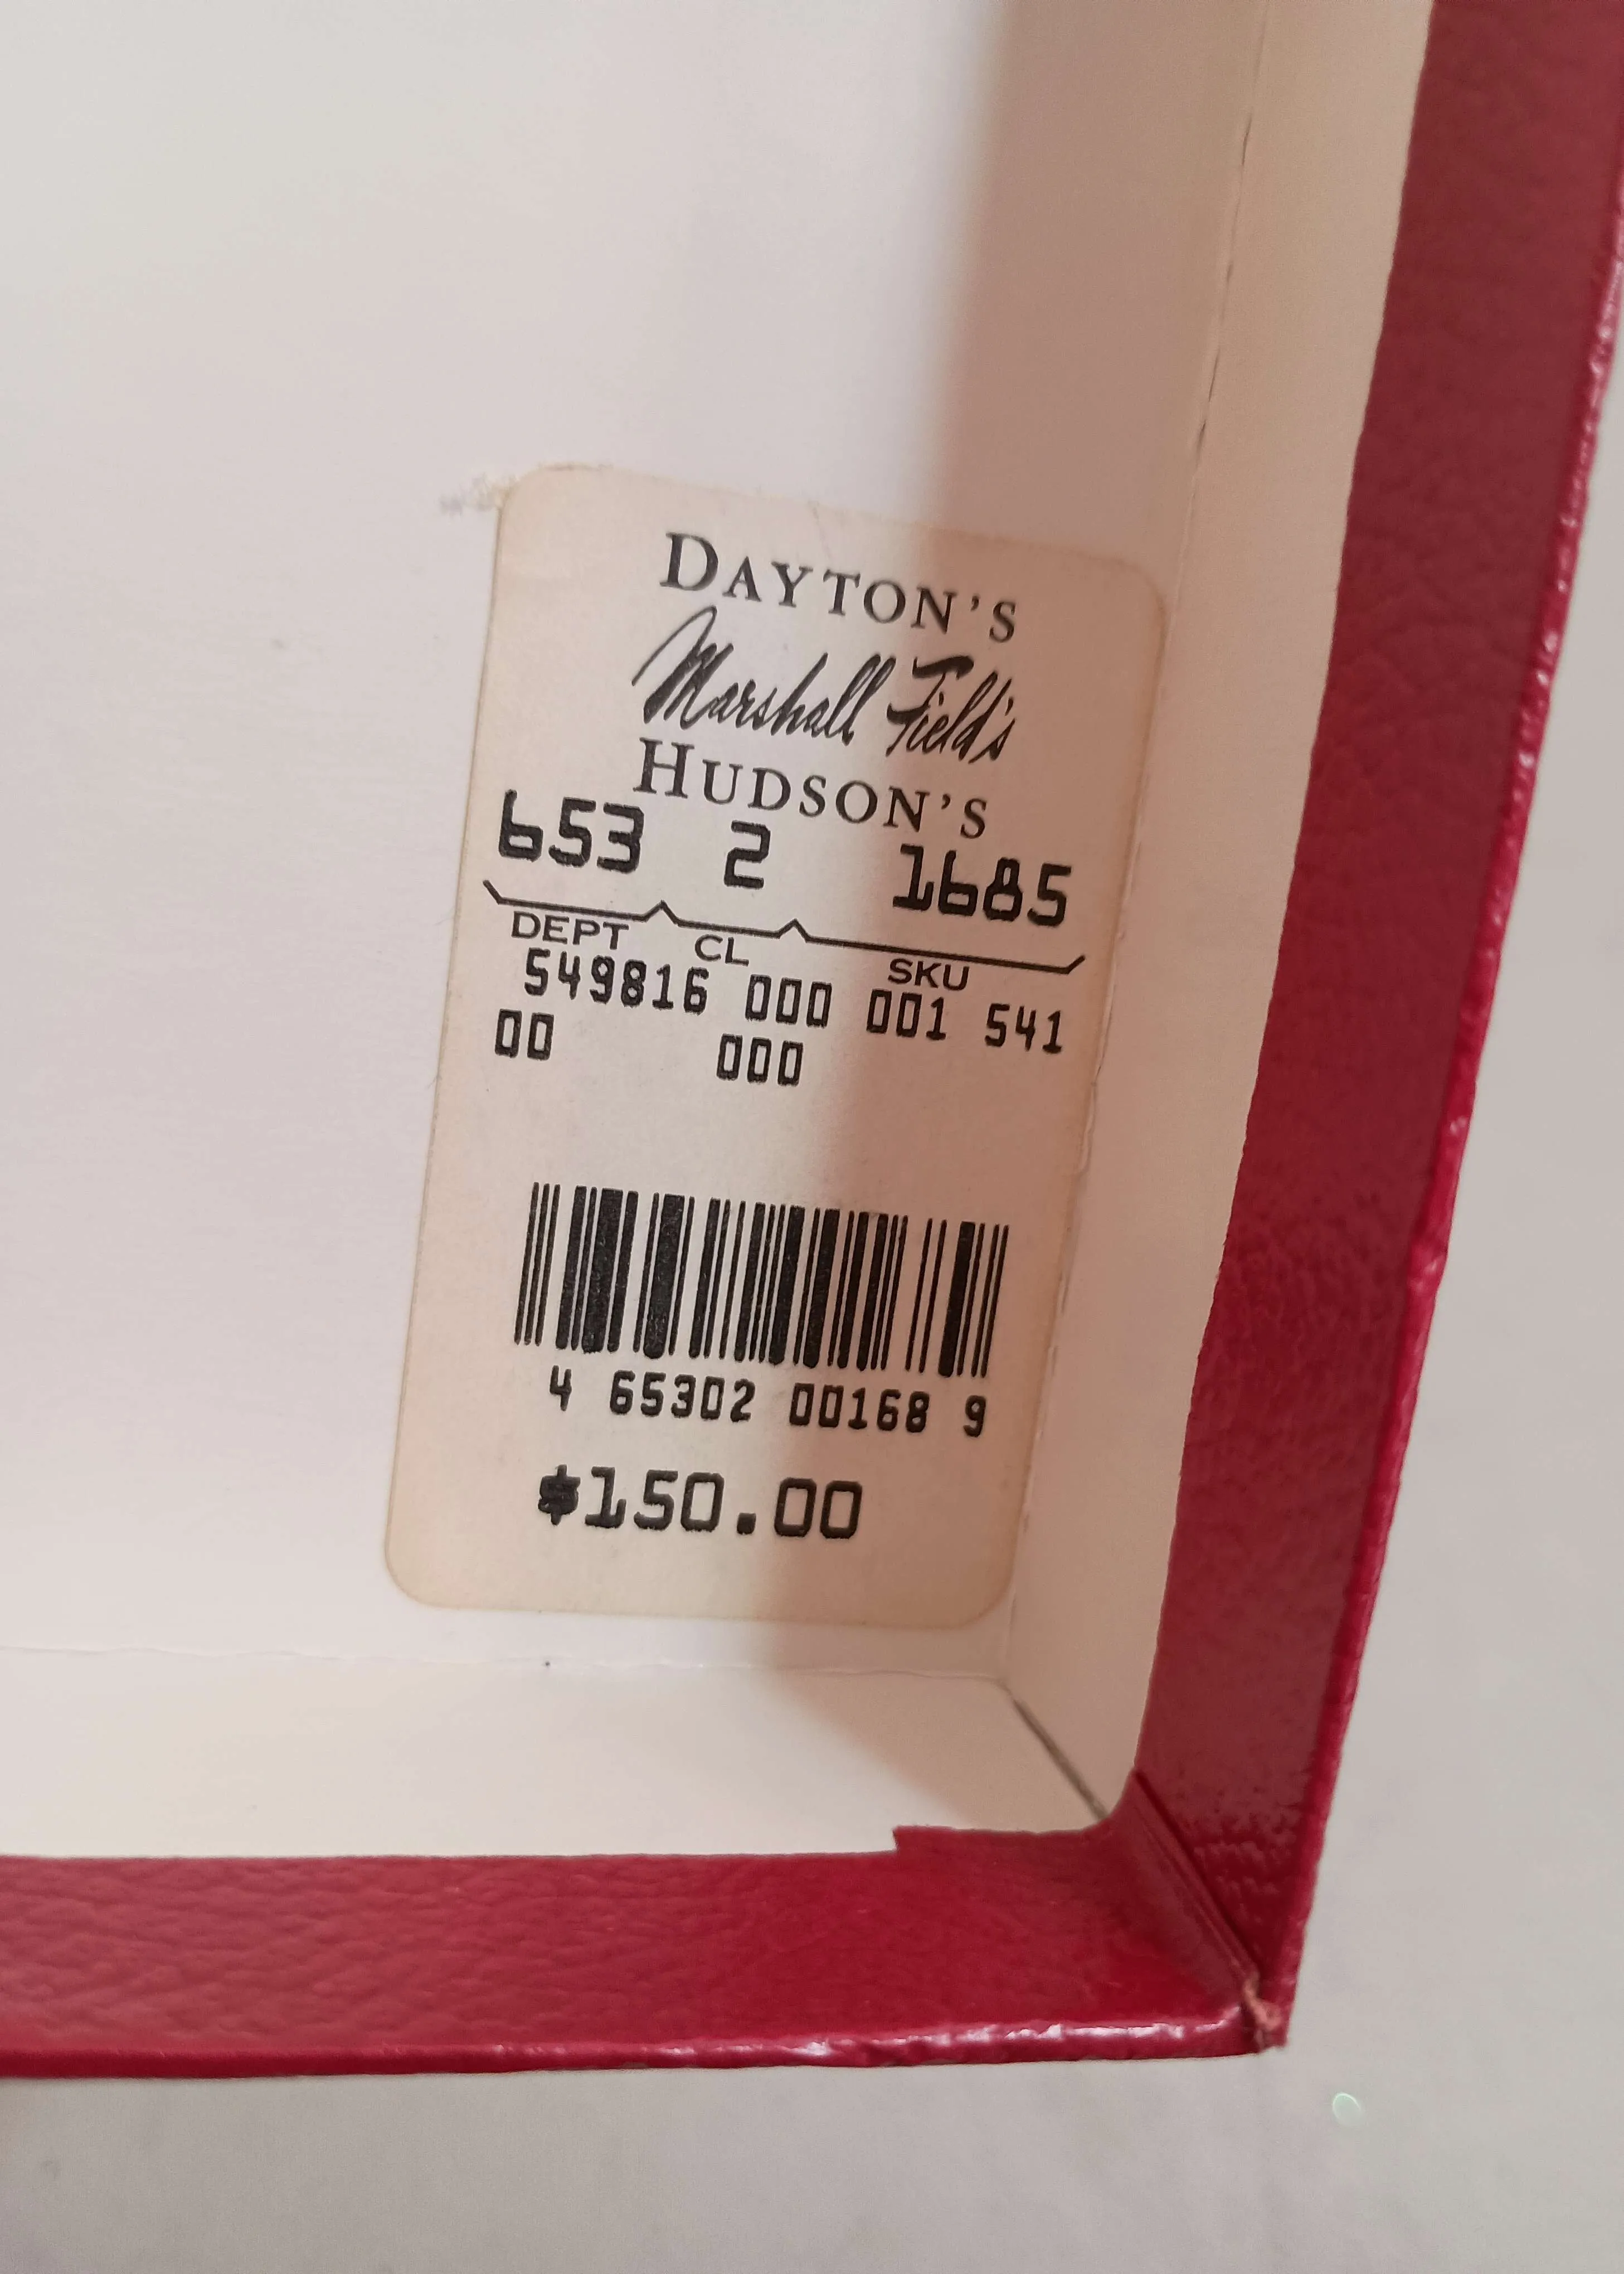 DAYTON'S
Marshall Field's
HUDSON'S
653 2 1685
DEPT CL SKU
549816 000 001 541
00 000
4 65302 00168 9
$150.00